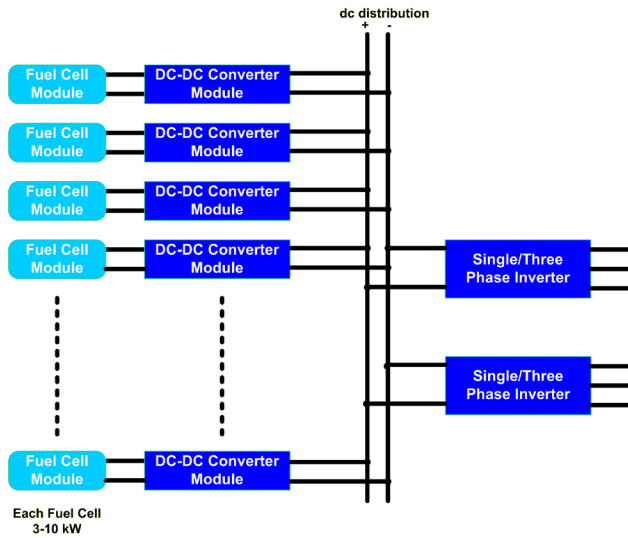 dc distribution
+ -
Fuel Cell
Module
DC-DC Converter
Module
Fuel Cell
Module
DC-DC Converter
Module
Fuel Cell
Module
DC-DC Converter
Module
Fuel Cell
Module
DC-DC Converter
Module
Single/Three
Phase Inverter
Single/Three
Phase Inverter
Fuel Cell
Module
DC-DC Converter
Module
Each Fuel Cell
3-10 kW